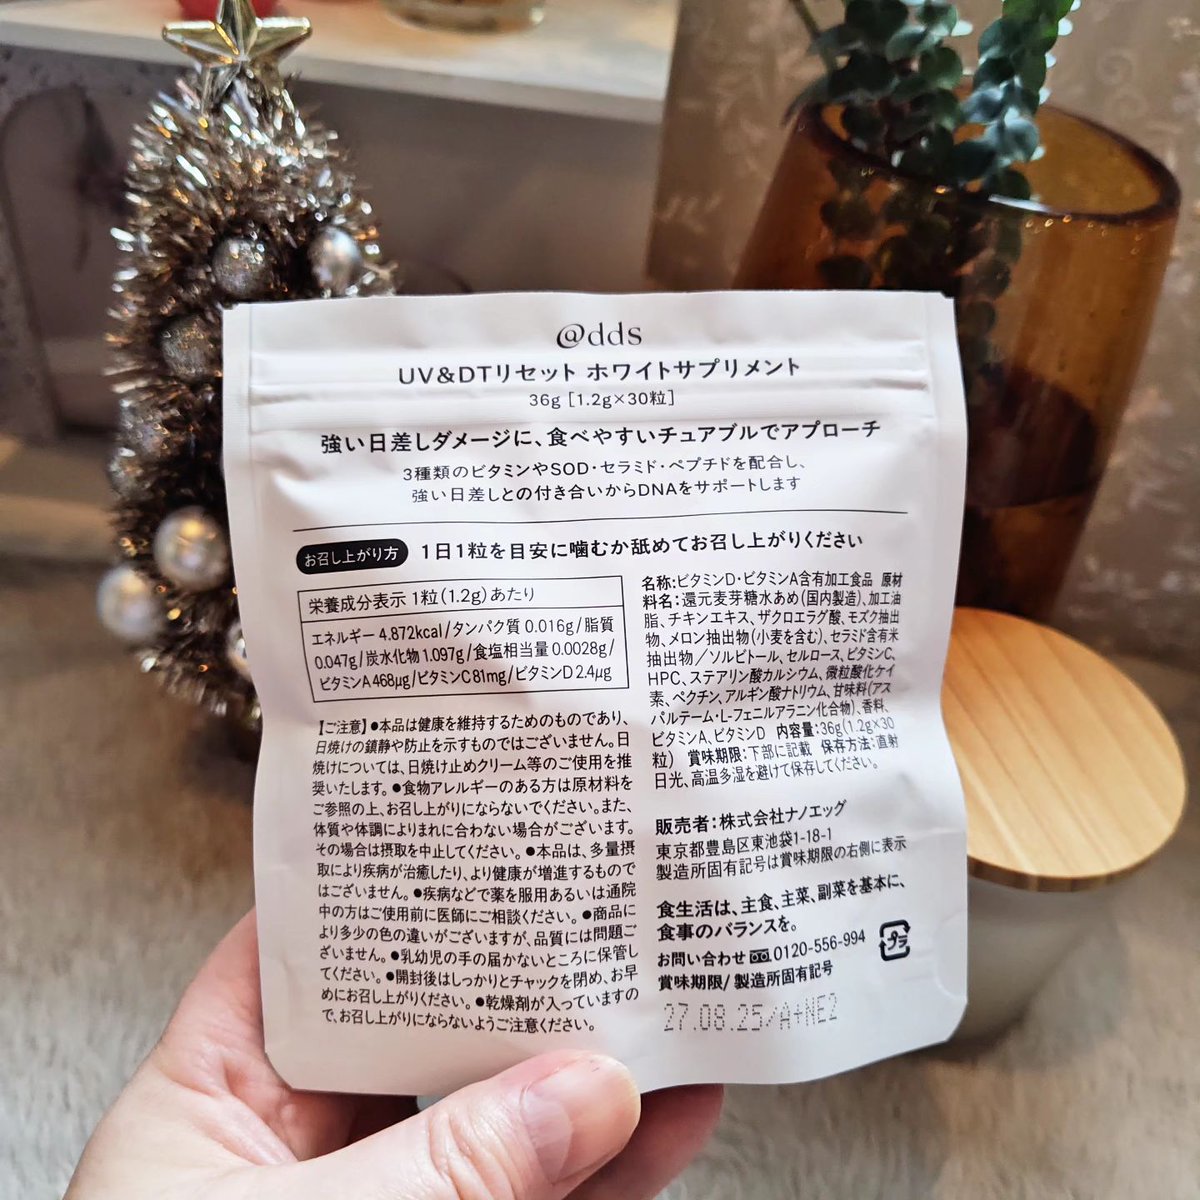 @dds
UV&DTリセット ホワイトサプリメント
36g [1.2g×30粒]
強い日差しダメージに、食べやすいチュアブルでアプローチ
3種類のビタミンやSOD・セラミド・ペプチドを配合し、
強い日差しとの付き合いからDNAをサポートします
お召し上がり方 1日1粒を目安に噛むか舐めてお召し上がりください
栄養成分表示 1粒(1.2g)あたり
エネルギー 4.872kcal/タンパク質 0.016g/脂質
0.047g/炭水化物 1.097g/食塩相当量 0.0028g/
ビタミンA 468μg/ビタミンC 81mg/ビタミンD 2.4μg
【ご注意】●本品は健康を維持するためのものであり、
日焼けの鎮静や防止を示すものではございません。日
焼けについては、日焼け止めクリーム等のご使用を推
奨いたします。●食物アレルギーのある方は原材料を
ご参照の上、お召し上がりにならないでください。また、
体質や体調によりまれに合わない場合がございます。
その場合は摂取を中止してください。●本品は、多量摂
取により疾病が治癒したり、より健康が増進するもので
はございません。●疾病などで薬を服用あるいは通院
中の方はご使用前に医師にご相談ください。●商品に
より多少の色の違いがございますが、品質には問題ご
ざいません。●乳幼児の手の届かないところに保管し
てください。●開封後はしっかりとチャックを閉め、お早
めにお召し上がりください。●乾燥剤が入っていますの
で、お召し上がりにならないようご注意ください。
名称:ビタミンD・ビタミンA含有加工食品 原材
料名:還元麦芽糖水あめ(国内製造)、加工油
脂、チキンエキス、ザクロエラグ酸、モズク抽出
物、メロン抽出物(小麦を含む)、セラミド含有米
抽出物/ソルビトール、セルロース、ビタミンC、
HPC、ステアリン酸カルシウム、微粒酸化ケイ
素、ペクチン、アルギン酸ナトリウム、甘味料(アス
パルテーム・L-フェニルアラニン化合物)、香料、
ビタミンA、ビタミンD 内容量:36g(1.2g×30
粒) 賞味期限:下部に記載 保存方法:直射
日光、高温多湿を避けて保存してください。
販売者:株式会社ナノエッグ
東京都豊島区東池袋1-18-1
製造所固有記号は賞味期限の右側に表示
食生活は、主食、主菜、副菜を基本に、
食事のバランスを。
お問い合わせ 0120-556-994
プラ
賞味期限/製造所固有記号
27.08.25/A+NE2